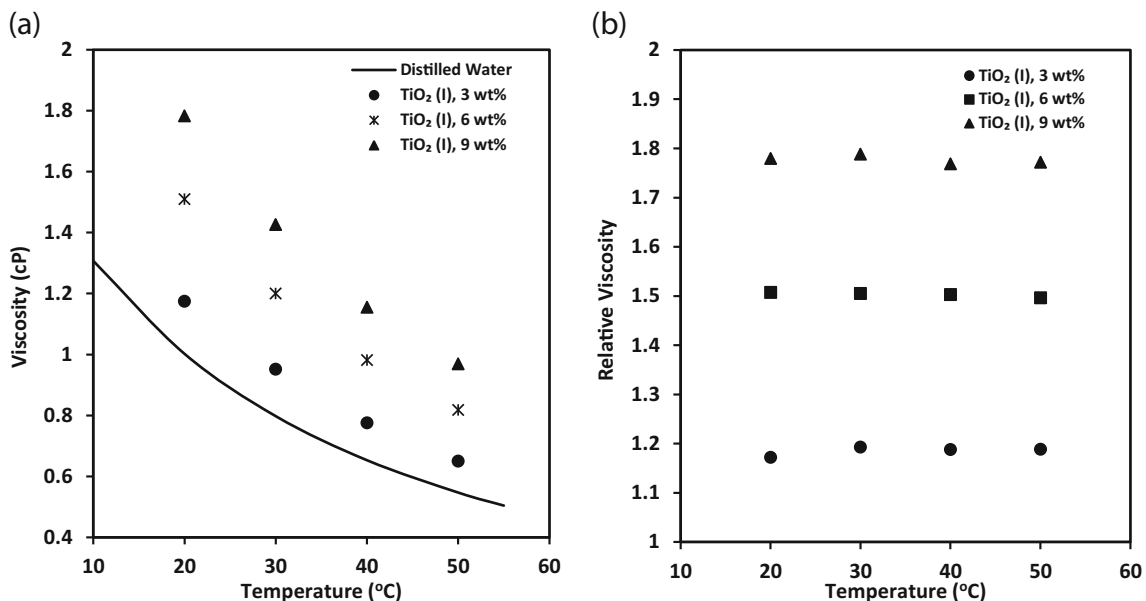 (a)
2
1.8
1.6
1.4
1.2
1
0.8
0.6
0.4
Viscosity (cP)
10 20 30 40 50 60
Temperature (ºC)
Distilled Water
TiO₂ (I), 3 wt%
TiO₂ (I), 6 wt%
TiO₂ (I), 9 wt%
(b)
2
1.9
1.8
1.7
1.6
1.5
1.4
1.3
1.2
1.1
1
Relative Viscosity
10 20 30 40 50 60
Temperature (ºC)
TiO₂ (I), 3 wt%
TiO₂ (I), 6 wt%
TiO₂ (I), 9 wt%